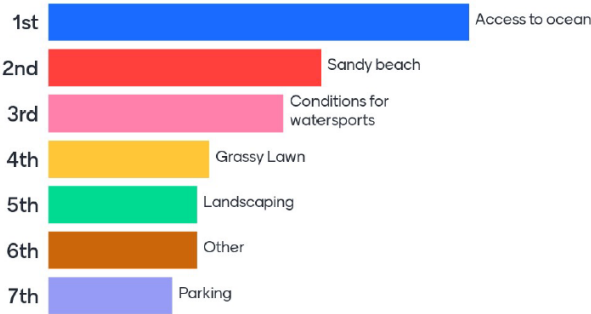 1st Access to ocean
2nd Sandy beach
3rd Conditions for
watersports
4th Grassy Lawn
5th Landscaping
6th Other
7th Parking